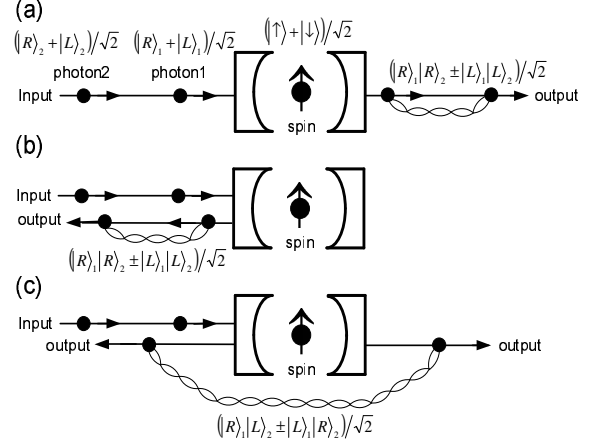 (a)
(|R⟩₂+|L⟩₂)/√2 (|R⟩₁+|L⟩₁)/√2 (|↑⟩+|↓⟩)/√2
photon2 photon1 (|R⟩₁|R⟩₂±|L⟩₁|L⟩₂)/√2
Input output
spin
(b)
Input
output
spin
(|R⟩₁|R⟩₂±|L⟩₁|L⟩₂)/√2
(c)
Input
output output
spin
(|R⟩₁|L⟩₂±|L⟩₁|R⟩₂)/√2